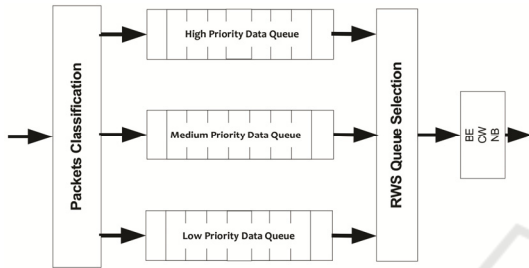 Packets Classification
High Priority Data Queue
Medium Priority Data Queue
Low Priority Data Queue
RWS Queue Selection
BE
CW
NB